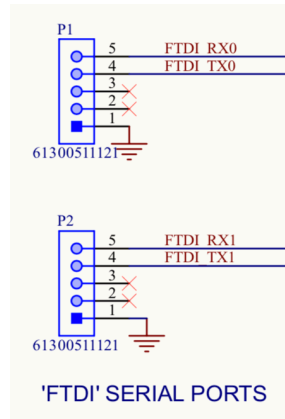 P1
5 FTDI_RX0
4 FTDI_TX0
3
2
1
61300511121
P2
5 FTDI_RX1
4 FTDI_TX1
3
2
1
61300511121
'FTDI' SERIAL PORTS